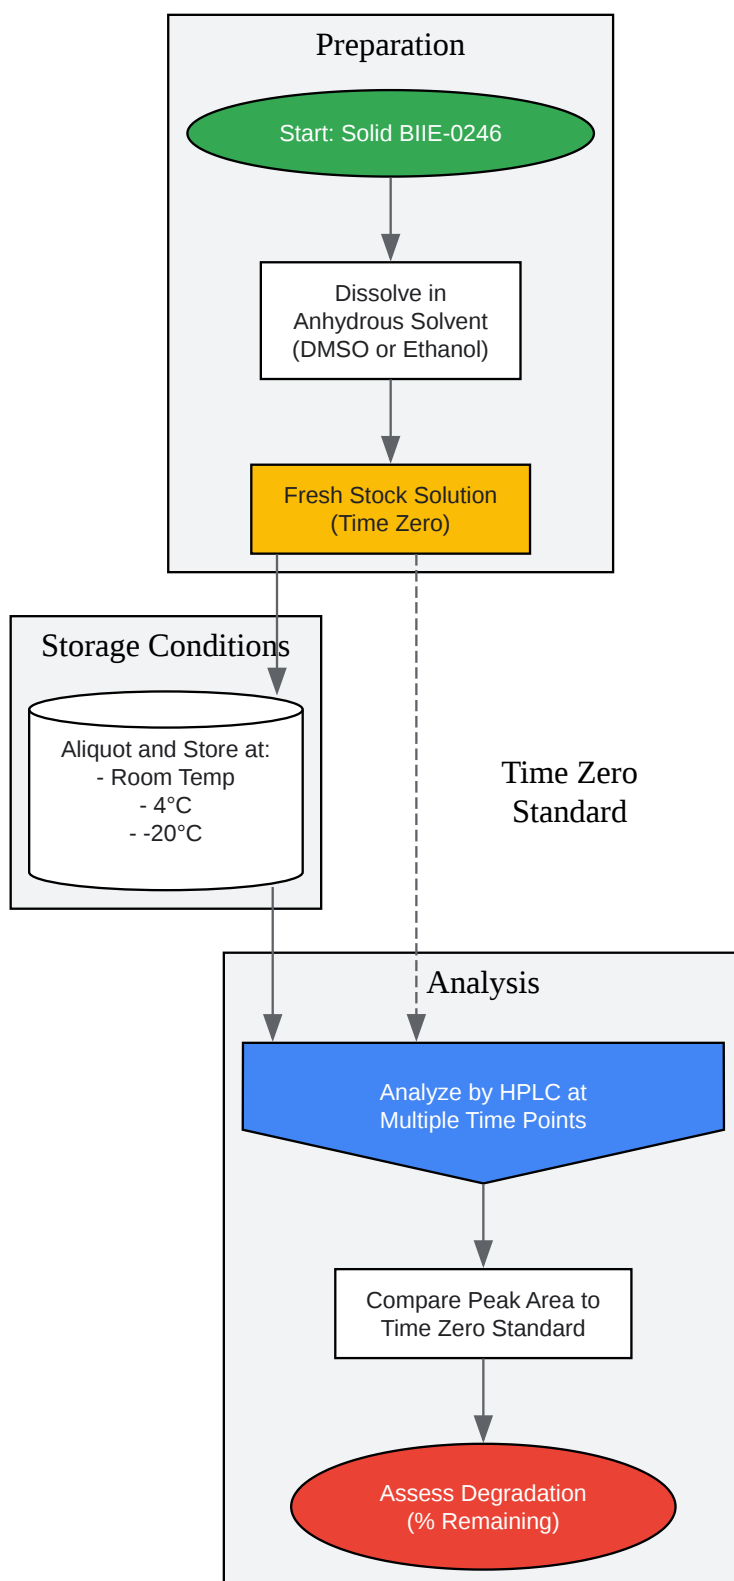 Preparation
Start: Solid BIIE-0246
Dissolve in
Anhydrous Solvent
(DMSO or Ethanol)
Fresh Stock Solution
(Time Zero)
Storage Conditions
Aliquot and Store at:
- Room Temp
- 4°C
- -20°C
Time Zero
Standard
Analysis
Analyze by HPLC at
Multiple Time Points
Compare Peak Area to
Time Zero Standard
Assess Degradation
(% Remaining)